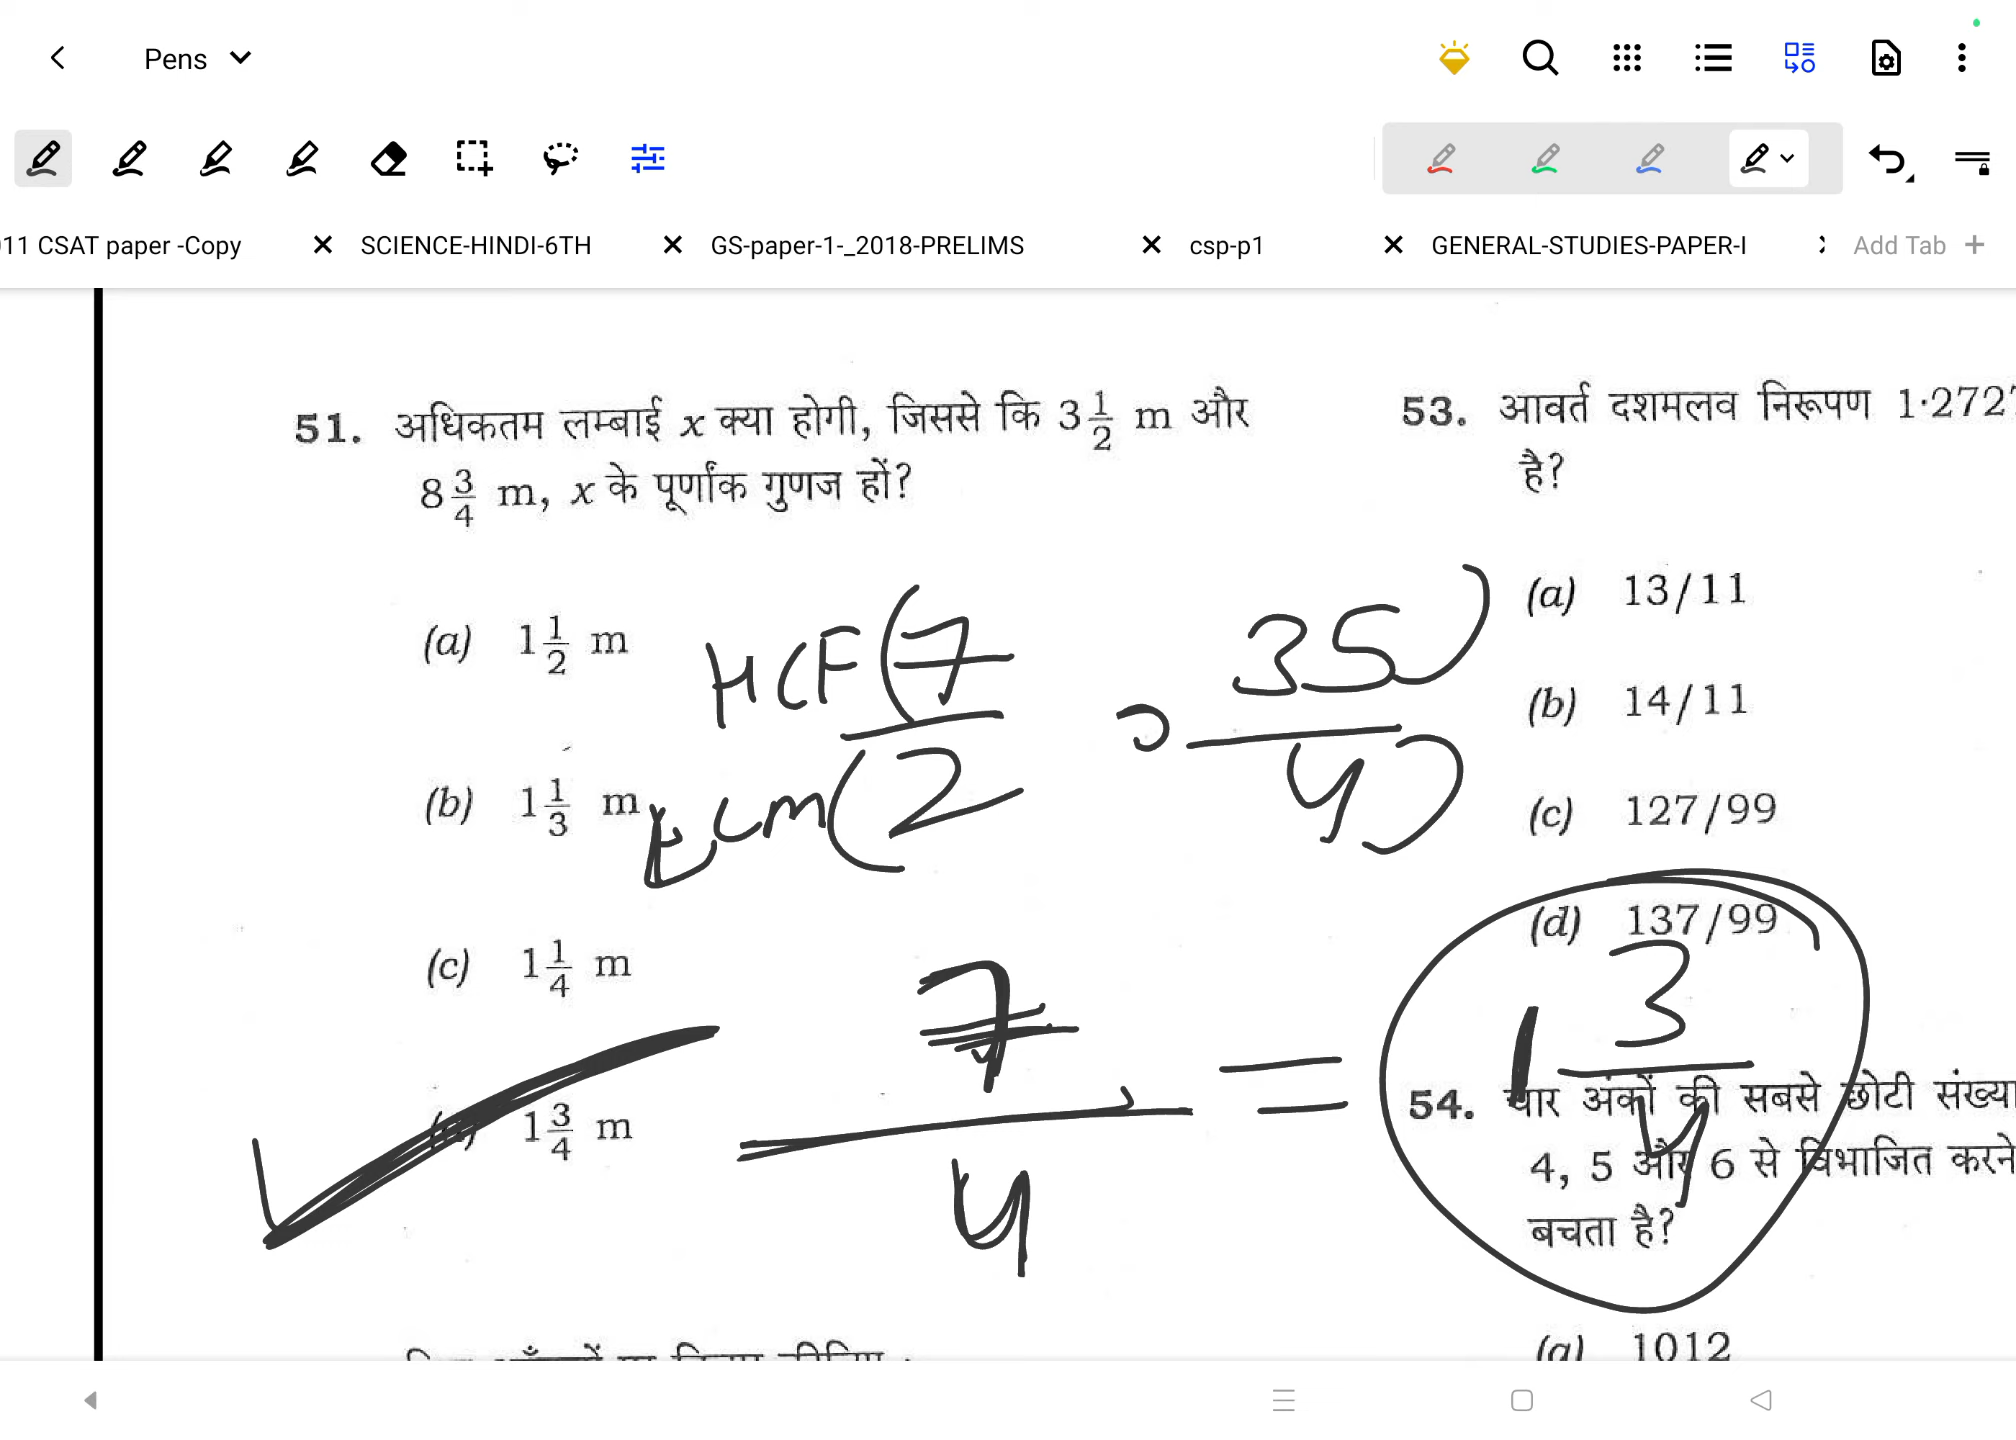 Pens
11 CSAT paper -Copy
SCIENCE-HINDI-6TH
GS-paper-1-_2018-PRELIMS
csp-p1
GENERAL-STUDIES-PAPER-I
Add Tab +
51. अधिकतम लम्बाई x क्या होगी, जिससे कि 3 1/2 m और
8 3/4 m, x के पूर्णांक गुणज हों?
(a) 1 1/2 m
(b) 1 1/3 m
(c) 1 1/4 m
1 3/4 m
HCF(7, 35)
LCM(2, 4)
7/4 = 1 3/4
53. आवर्त दशमलव निरूपण 1·272
है?
(a) 13/11
(b) 14/11
(c) 127/99
(d) 137/99
54. चार अंकों की सबसे छोटी संख्या
4, 5 और 6 से विभाजित करने
बचता है?
(a) 1012